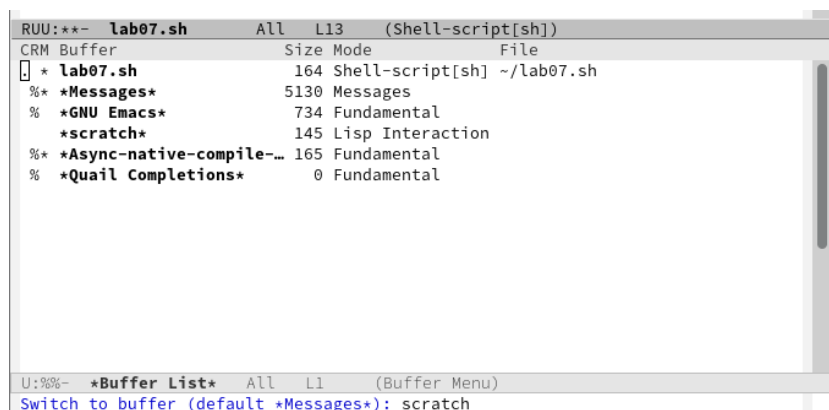 RUU:**-  lab07.sh       All   L13    (Shell-script[sh])
CRM Buffer                Size Mode             File
. * lab07.sh               164 Shell-script[sh] ~/lab07.sh
 %* *Messages*            5130 Messages
 %  *GNU Emacs*            734 Fundamental
    *scratch*              145 Lisp Interaction
 %* *Async-native-compile-… 165 Fundamental
 %  *Quail Completions*      0 Fundamental
U:%%-  *Buffer List*   All   L1     (Buffer Menu)
Switch to buffer (default *Messages*): scratch